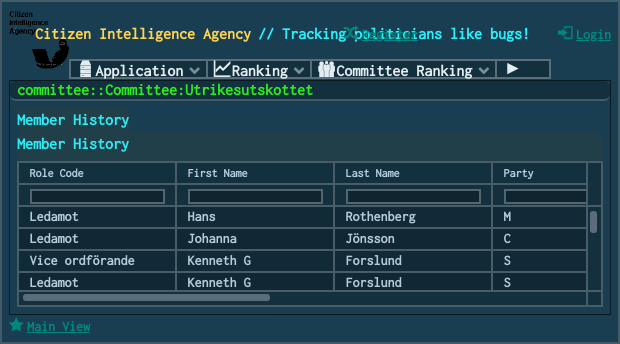 Citizen
Intelligence
Agency
Citizen Intelligence Agency // Tracking politicians like bugs!
Register
Login
Application
Ranking
Committee Ranking
committee::Committee:Utrikesutskottet
Member History
Member History
Role Code First Name Last Name Party
Ledamot Hans Rothenberg M
Ledamot Johanna Jönsson C
Vice ordförande Kenneth G Forslund S
Ledamot Kenneth G Forslund S
Main View